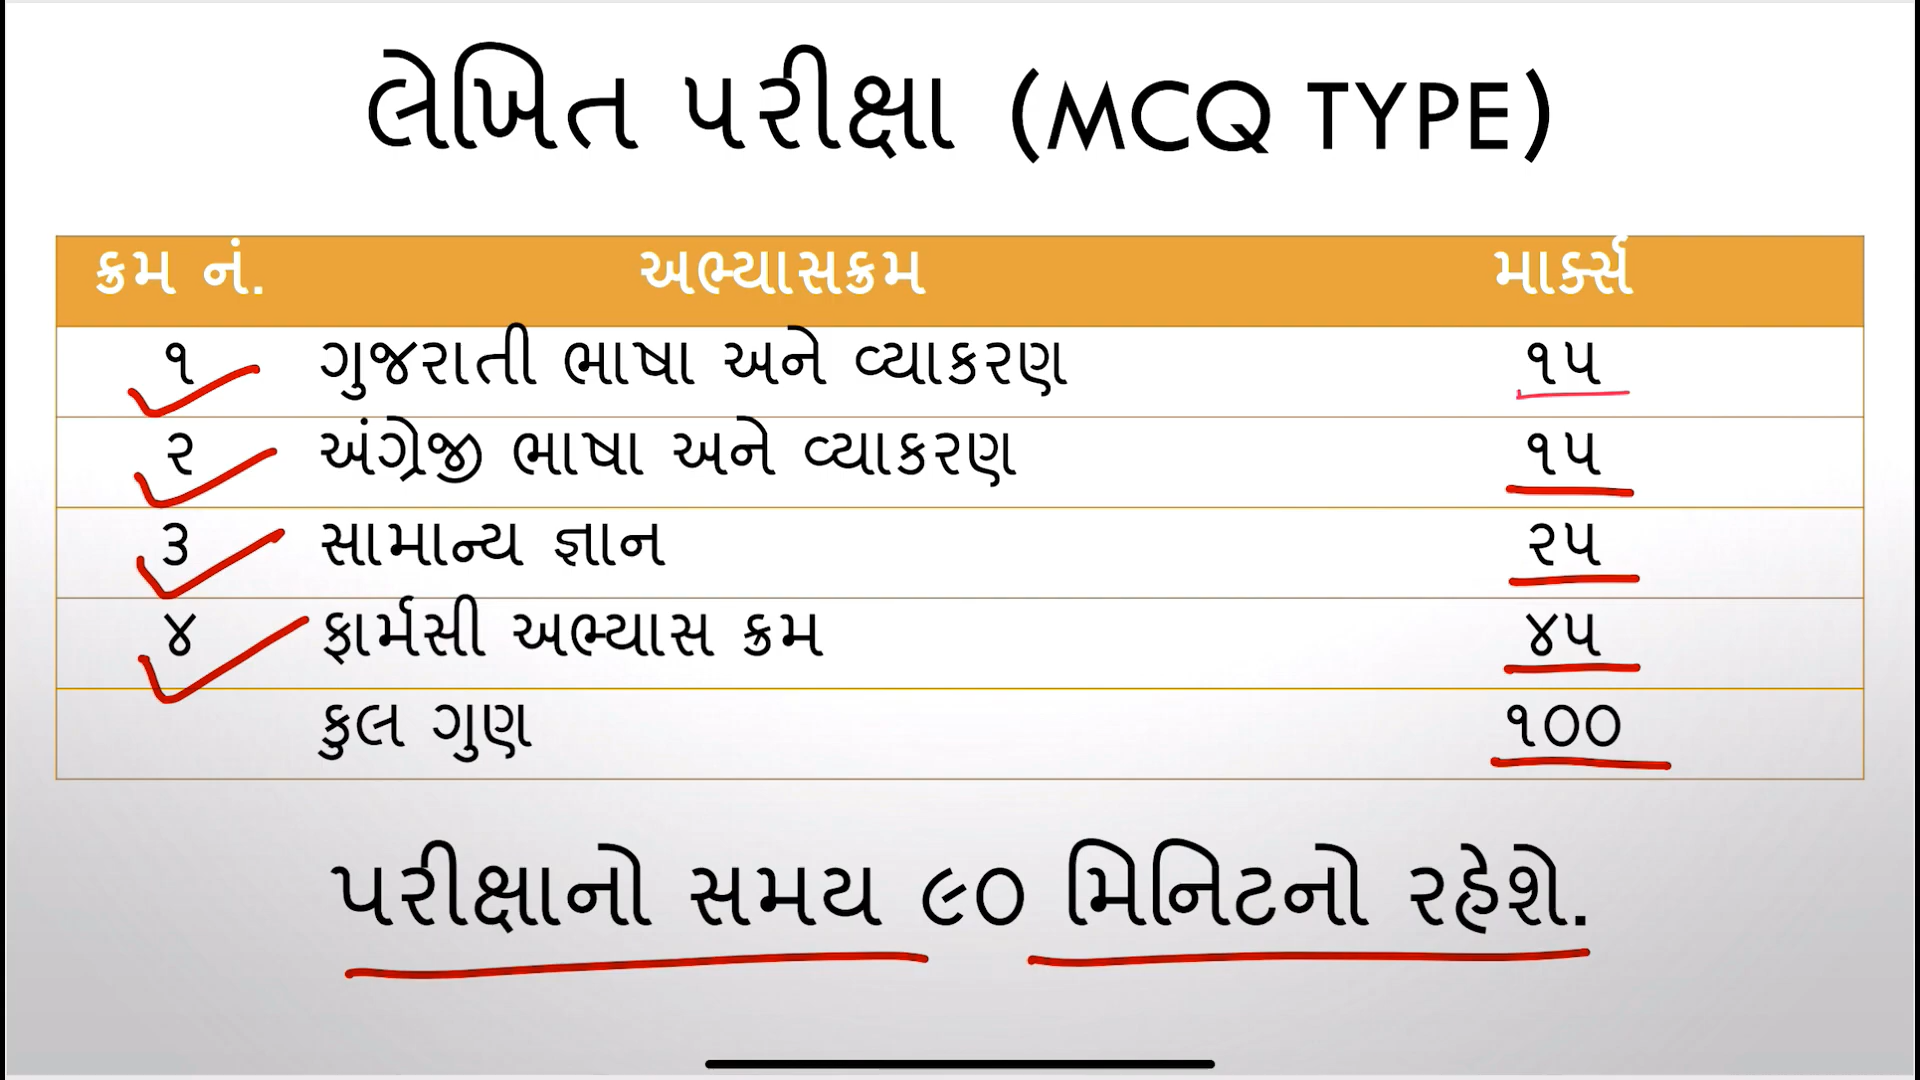 લેખિત પરીક્ષા (MCQ TYPE)
ક્રમ નં. અભ્યાસક્રમ માર્ક્સ
૧ ગુજરાતી ભાષા અને વ્યાકરણ ૧૫
૨ અંગ્રેજી ભાષા અને વ્યાકરણ ૧૫
૩ સામાન્ય જ્ઞાન ૨૫
૪ ફાર્મસી અભ્યાસ ક્રમ ૪૫
કુલ ગુણ ૧૦૦
પરીક્ષાનો સમય ૯૦ મિનિટનો રહેશે.